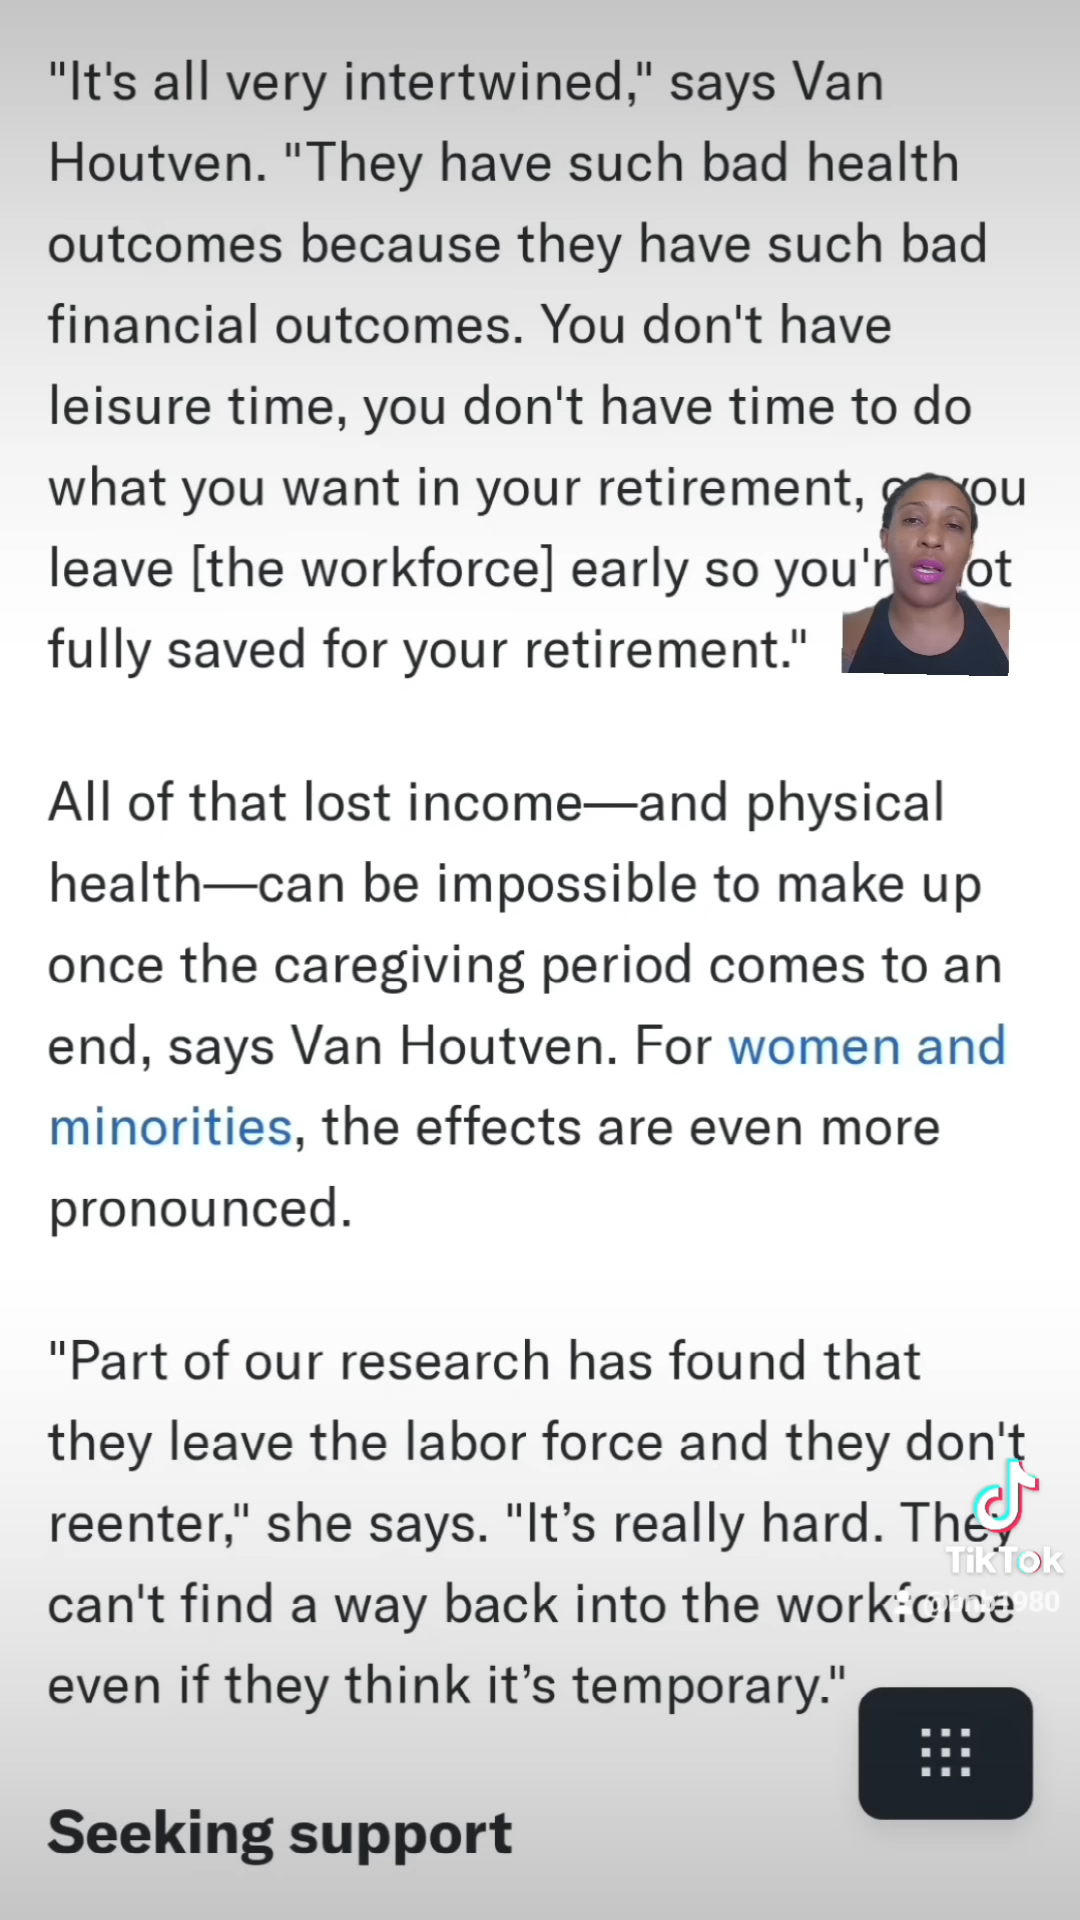 "It's all very intertwined," says Van
Houtven. "They have such bad health
outcomes because they have such bad
financial outcomes. You don't have
leisure time, you don't have time to do
what you want in your retirement, you
leave [the workforce] early so you're not
fully saved for your retirement."
All of that lost income—and physical
health—can be impossible to make up
once the caregiving period comes to an
end, says Van Houtven. For women and
minorities, the effects are even more
pronounced.
"Part of our research has found that
they leave the labor force and they don't
reenter," she says. "It’s really hard. They
can't find a way back into the workforce
even if they think it’s temporary."
TikTok
Seeking support